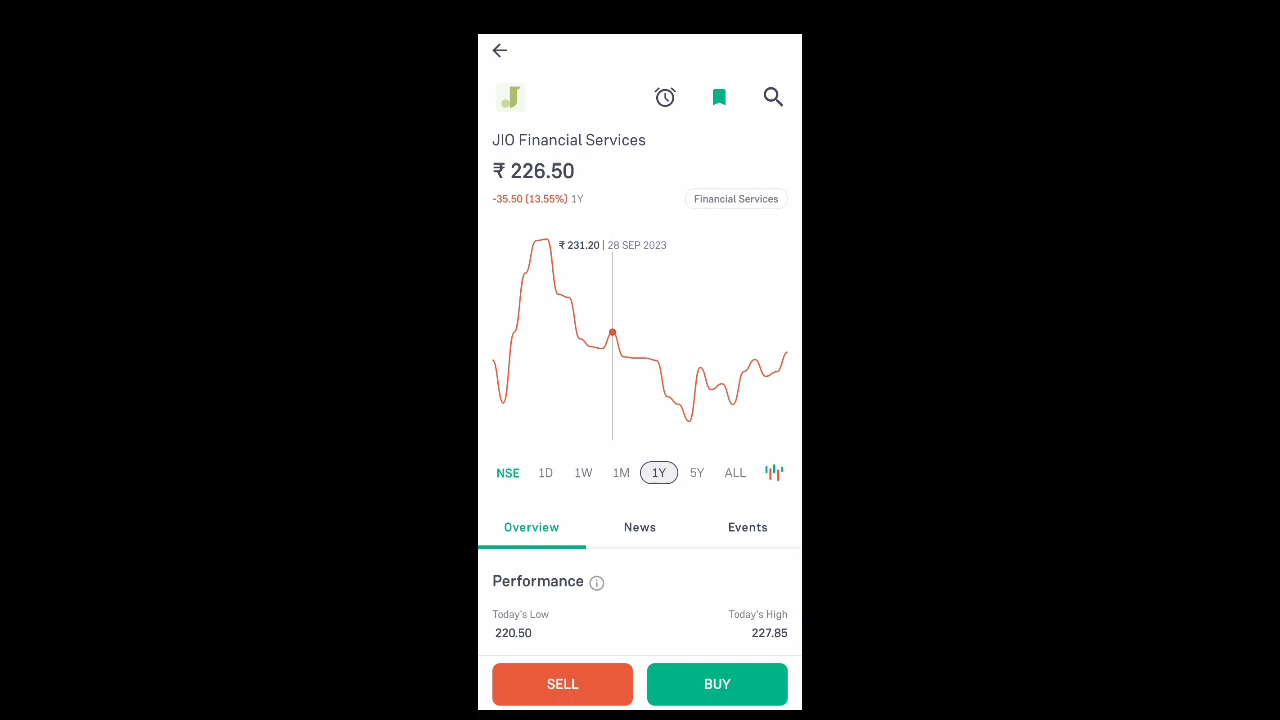 JIO Financial Services
₹ 226.50
-35.50 (13.55%) 1Y
Financial Services
₹ 231.20 | 28 SEP 2023
NSE 1D 1W 1M 1Y 5Y ALL
Overview News Events
Performance
Today's Low Today's High
220.50 227.85
SELL BUY